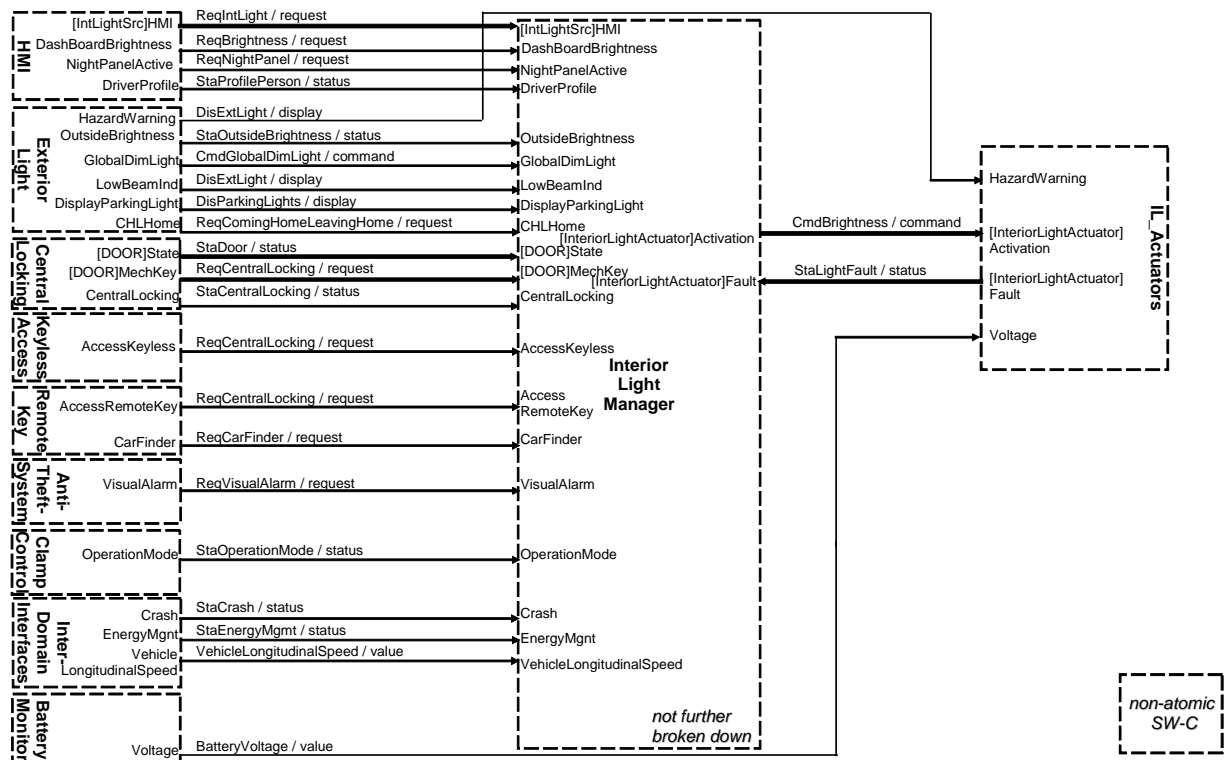 HMI
[IntLightSrc]HMI
ReqIntLight / request
[IntLightSrc]HMI
DashBoardBrightness
ReqBrightness / request
DashBoardBrightness
NightPanelActive
ReqNightPanel / request
NightPanelActive
DriverProfile
StaProfilePerson / status
DriverProfile
Exterior
Light
HazardWarning
DisExtLight / display
OutsideBrightness
StaOutsideBrightness / status
OutsideBrightness
GlobalDimLight
CmdGlobalDimLight / command
GlobalDimLight
LowBeamInd
DisExtLight / display
LowBeamInd
DisplayParkingLight
DisParkingLights / display
DisplayParkingLight
CHLHome
ReqComingHomeLeavingHome / request
CHLHome
Central
Locking
[DOOR]State
StaDoor / status
[DOOR]State
[DOOR]MechKey
ReqCentralLocking / request
[DOOR]MechKey
CentralLocking
StaCentralLocking / status
CentralLocking
Keyless
Access
AccessKeyless
ReqCentralLocking / request
AccessKeyless
Remote
Key
AccessRemoteKey
ReqCentralLocking / request
Access
RemoteKey
CarFinder
ReqCarFinder / request
CarFinder
Anti-
Theft-
System
VisualAlarm
ReqVisualAlarm / request
VisualAlarm
Clamp
Control
OperationMode
StaOperationMode / status
OperationMode
Inter-
Domain
Interfaces
Crash
StaCrash / status
Crash
EnergyMgnt
StaEnergyMgmt / status
EnergyMgnt
Vehicle
LongitudinalSpeed
VehicleLongitudinalSpeed / value
VehicleLongitudinalSpeed
Battery
Monitor
Voltage
BatteryVoltage / value
Interior
Light
Manager
not further
broken down
[InteriorLightActuator]Activation
CmdBrightness / command
[InteriorLightActuator]Fault
StaLightFault / status
IL_Actuators
HazardWarning
[InteriorLightActuator]
Activation
[InteriorLightActuator]
Fault
Voltage
non-atomic
SW-C